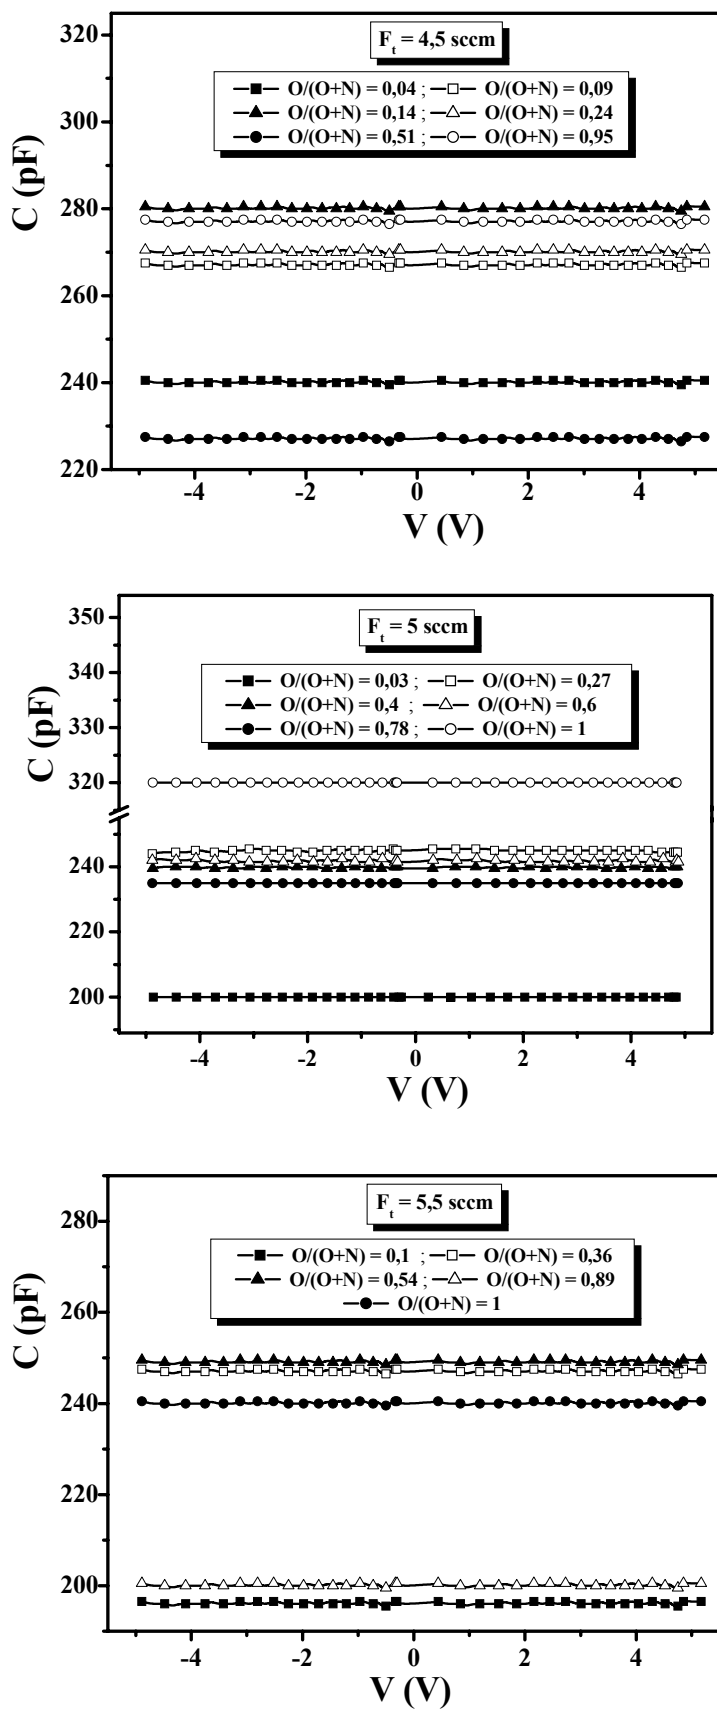 F_t = 4,5 sccm
O/(O+N) = 0,04 ; O/(O+N) = 0,09
O/(O+N) = 0,14 ; O/(O+N) = 0,24
O/(O+N) = 0,51 ; O/(O+N) = 0,95
C (pF)
320
300
280
260
240
220
-4 -2 0 2 4
V (V)
F_t = 5 sccm
O/(O+N) = 0,03 ; O/(O+N) = 0,27
O/(O+N) = 0,4 ; O/(O+N) = 0,6
O/(O+N) = 0,78 ; O/(O+N) = 1
C (pF)
350
340
330
320
240
220
200
-4 -2 0 2 4
V (V)
F_t = 5,5 sccm
O/(O+N) = 0,1 ; O/(O+N) = 0,36
O/(O+N) = 0,54 ; O/(O+N) = 0,89
O/(O+N) = 1
C (pF)
280
260
240
220
200
-4 -2 0 2 4
V (V)